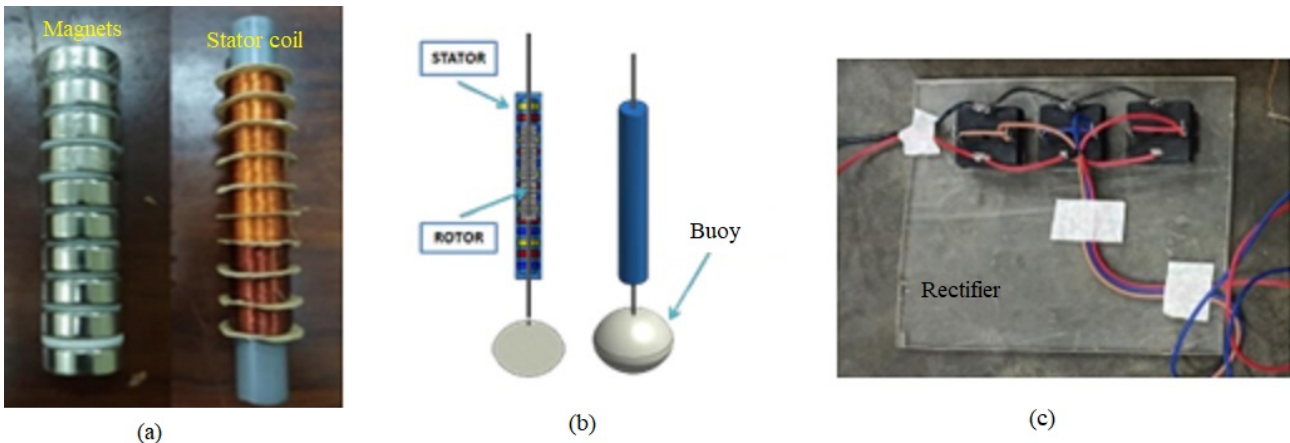 Magnets
Stator coil
(a)
STATOR
ROTOR
Buoy
(b)
Rectifier
(c)